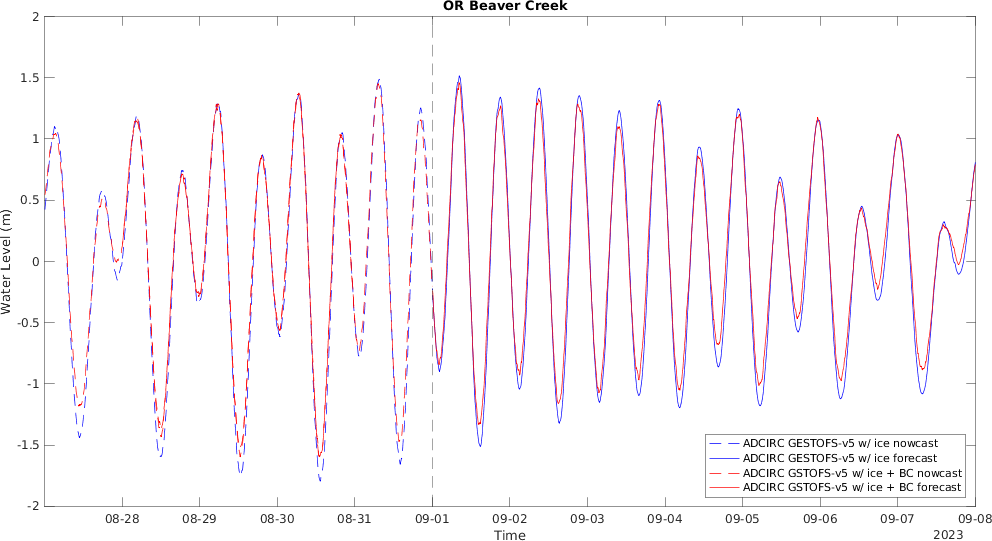 OR Beaver Creek
2
1.5
1
0.5
0
-0.5
-1
-1.5
-2
Water Level (m)
ADCIRC GESTOFS-v5 w/ ice nowcast
ADCIRC GESTOFS-v5 w/ ice forecast
ADCIRC GSTOFS-v5 w/ ice + BC nowcast
ADCIRC GSTOFS-v5 w/ ice + BC forecast
08-28 08-29 08-30 08-31 09-01 09-02 09-03 09-04 09-05 09-06 09-07 09-08
Time
2023